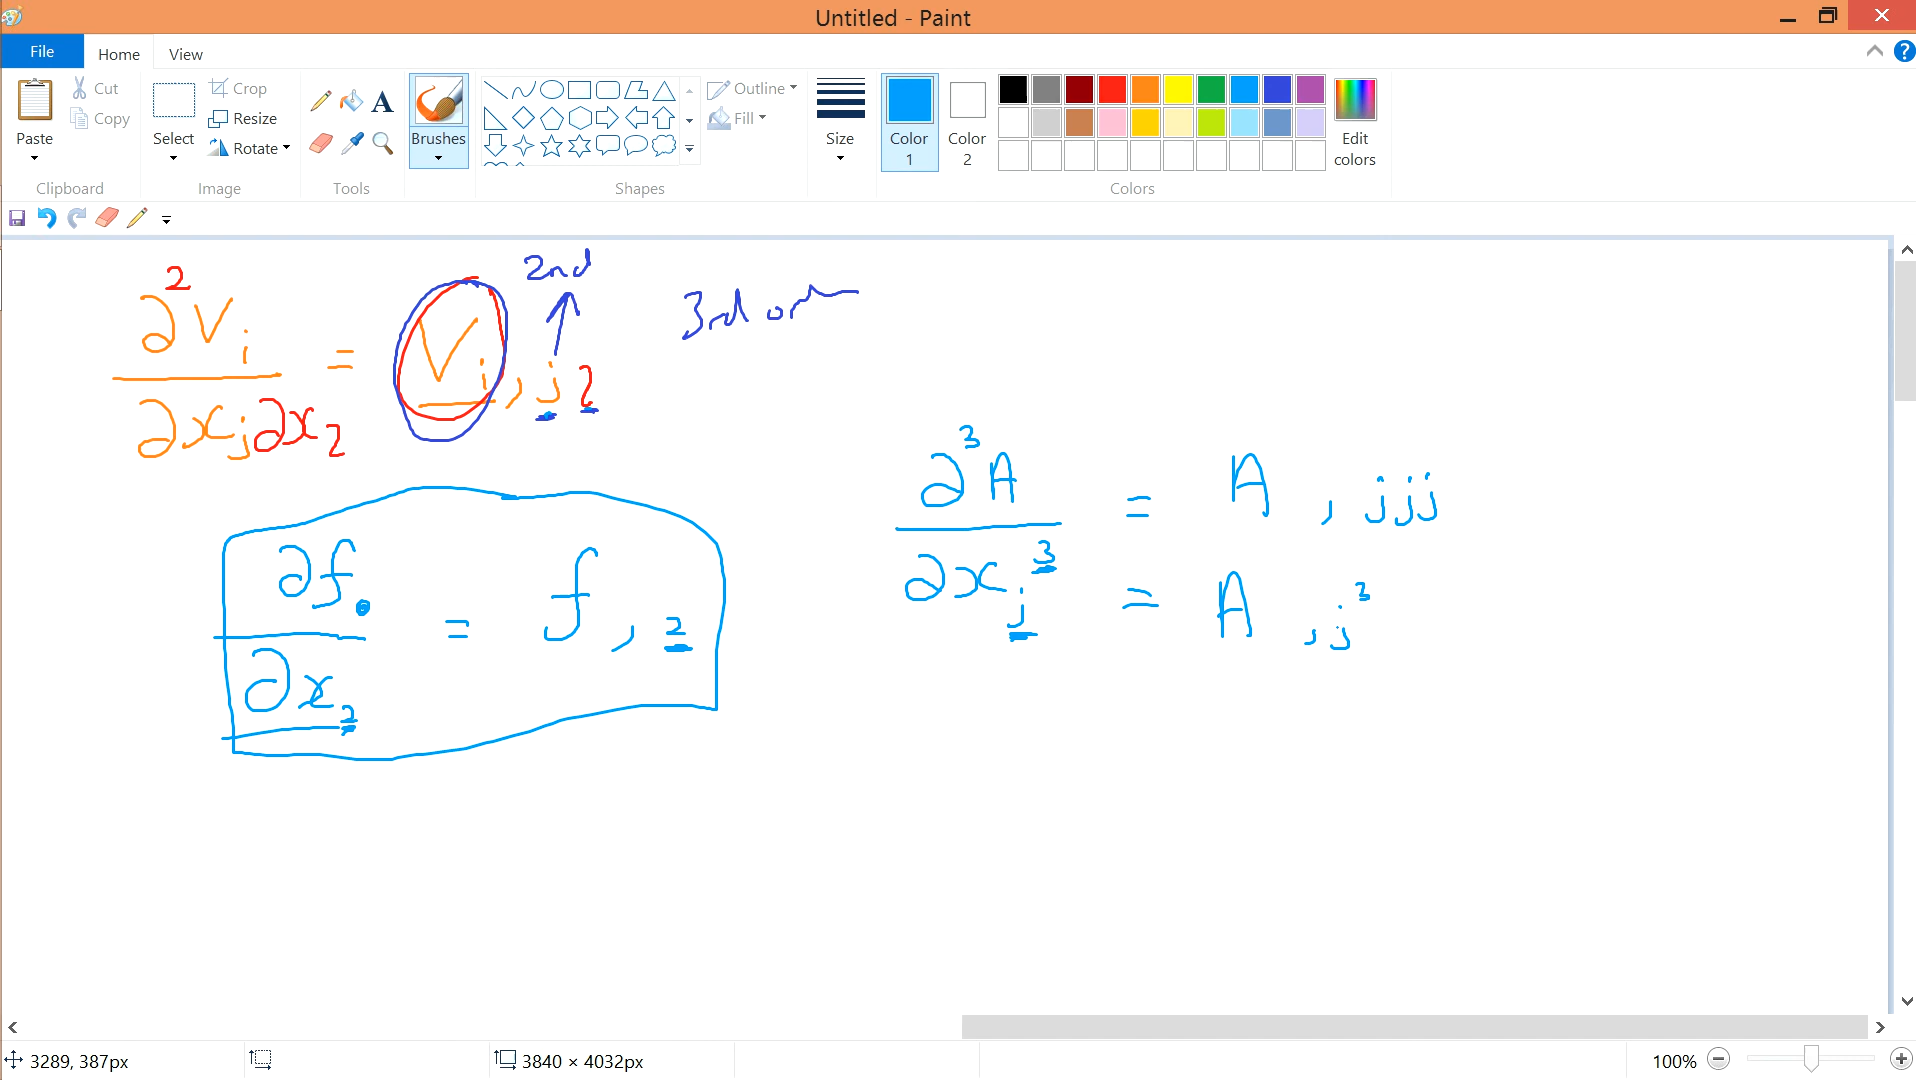 Untitled - Paint
File Home View
Paste Cut Copy Select Crop Resize Rotate Brushes Outline Fill Size Color 1 Color 2 Edit colors
Clipboard Image Tools Shapes Colors
2nd
3rd
∂²Vᵢ / ∂xⱼ∂x₂ = Vᵢ,ⱼ₂
∂³A / ∂xⱼ³ = A , jjj
= A ,j³
∂f / ∂x₂ = f , 2
3289, 387px 3840 × 4032px 100%